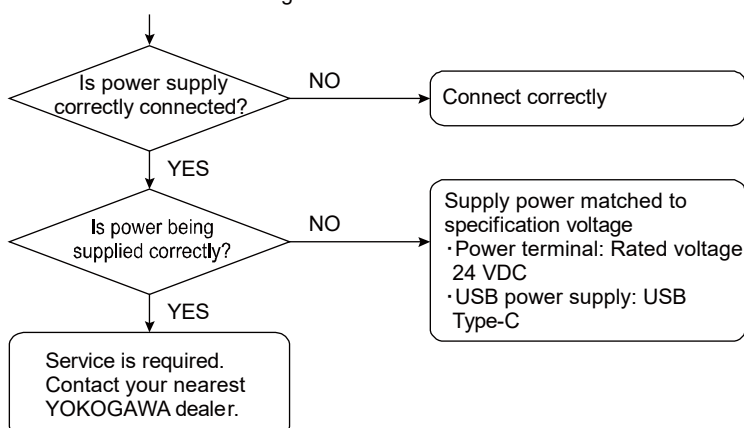 Is power supply
correctly connected?
NO
Connect correctly
YES
Is power being
supplied correctly?
NO
Supply power matched to
specification voltage
・Power terminal: Rated voltage
24 VDC
・USB power supply: USB
Type-C
YES
Service is required.
Contact your nearest
YOKOGAWA dealer.